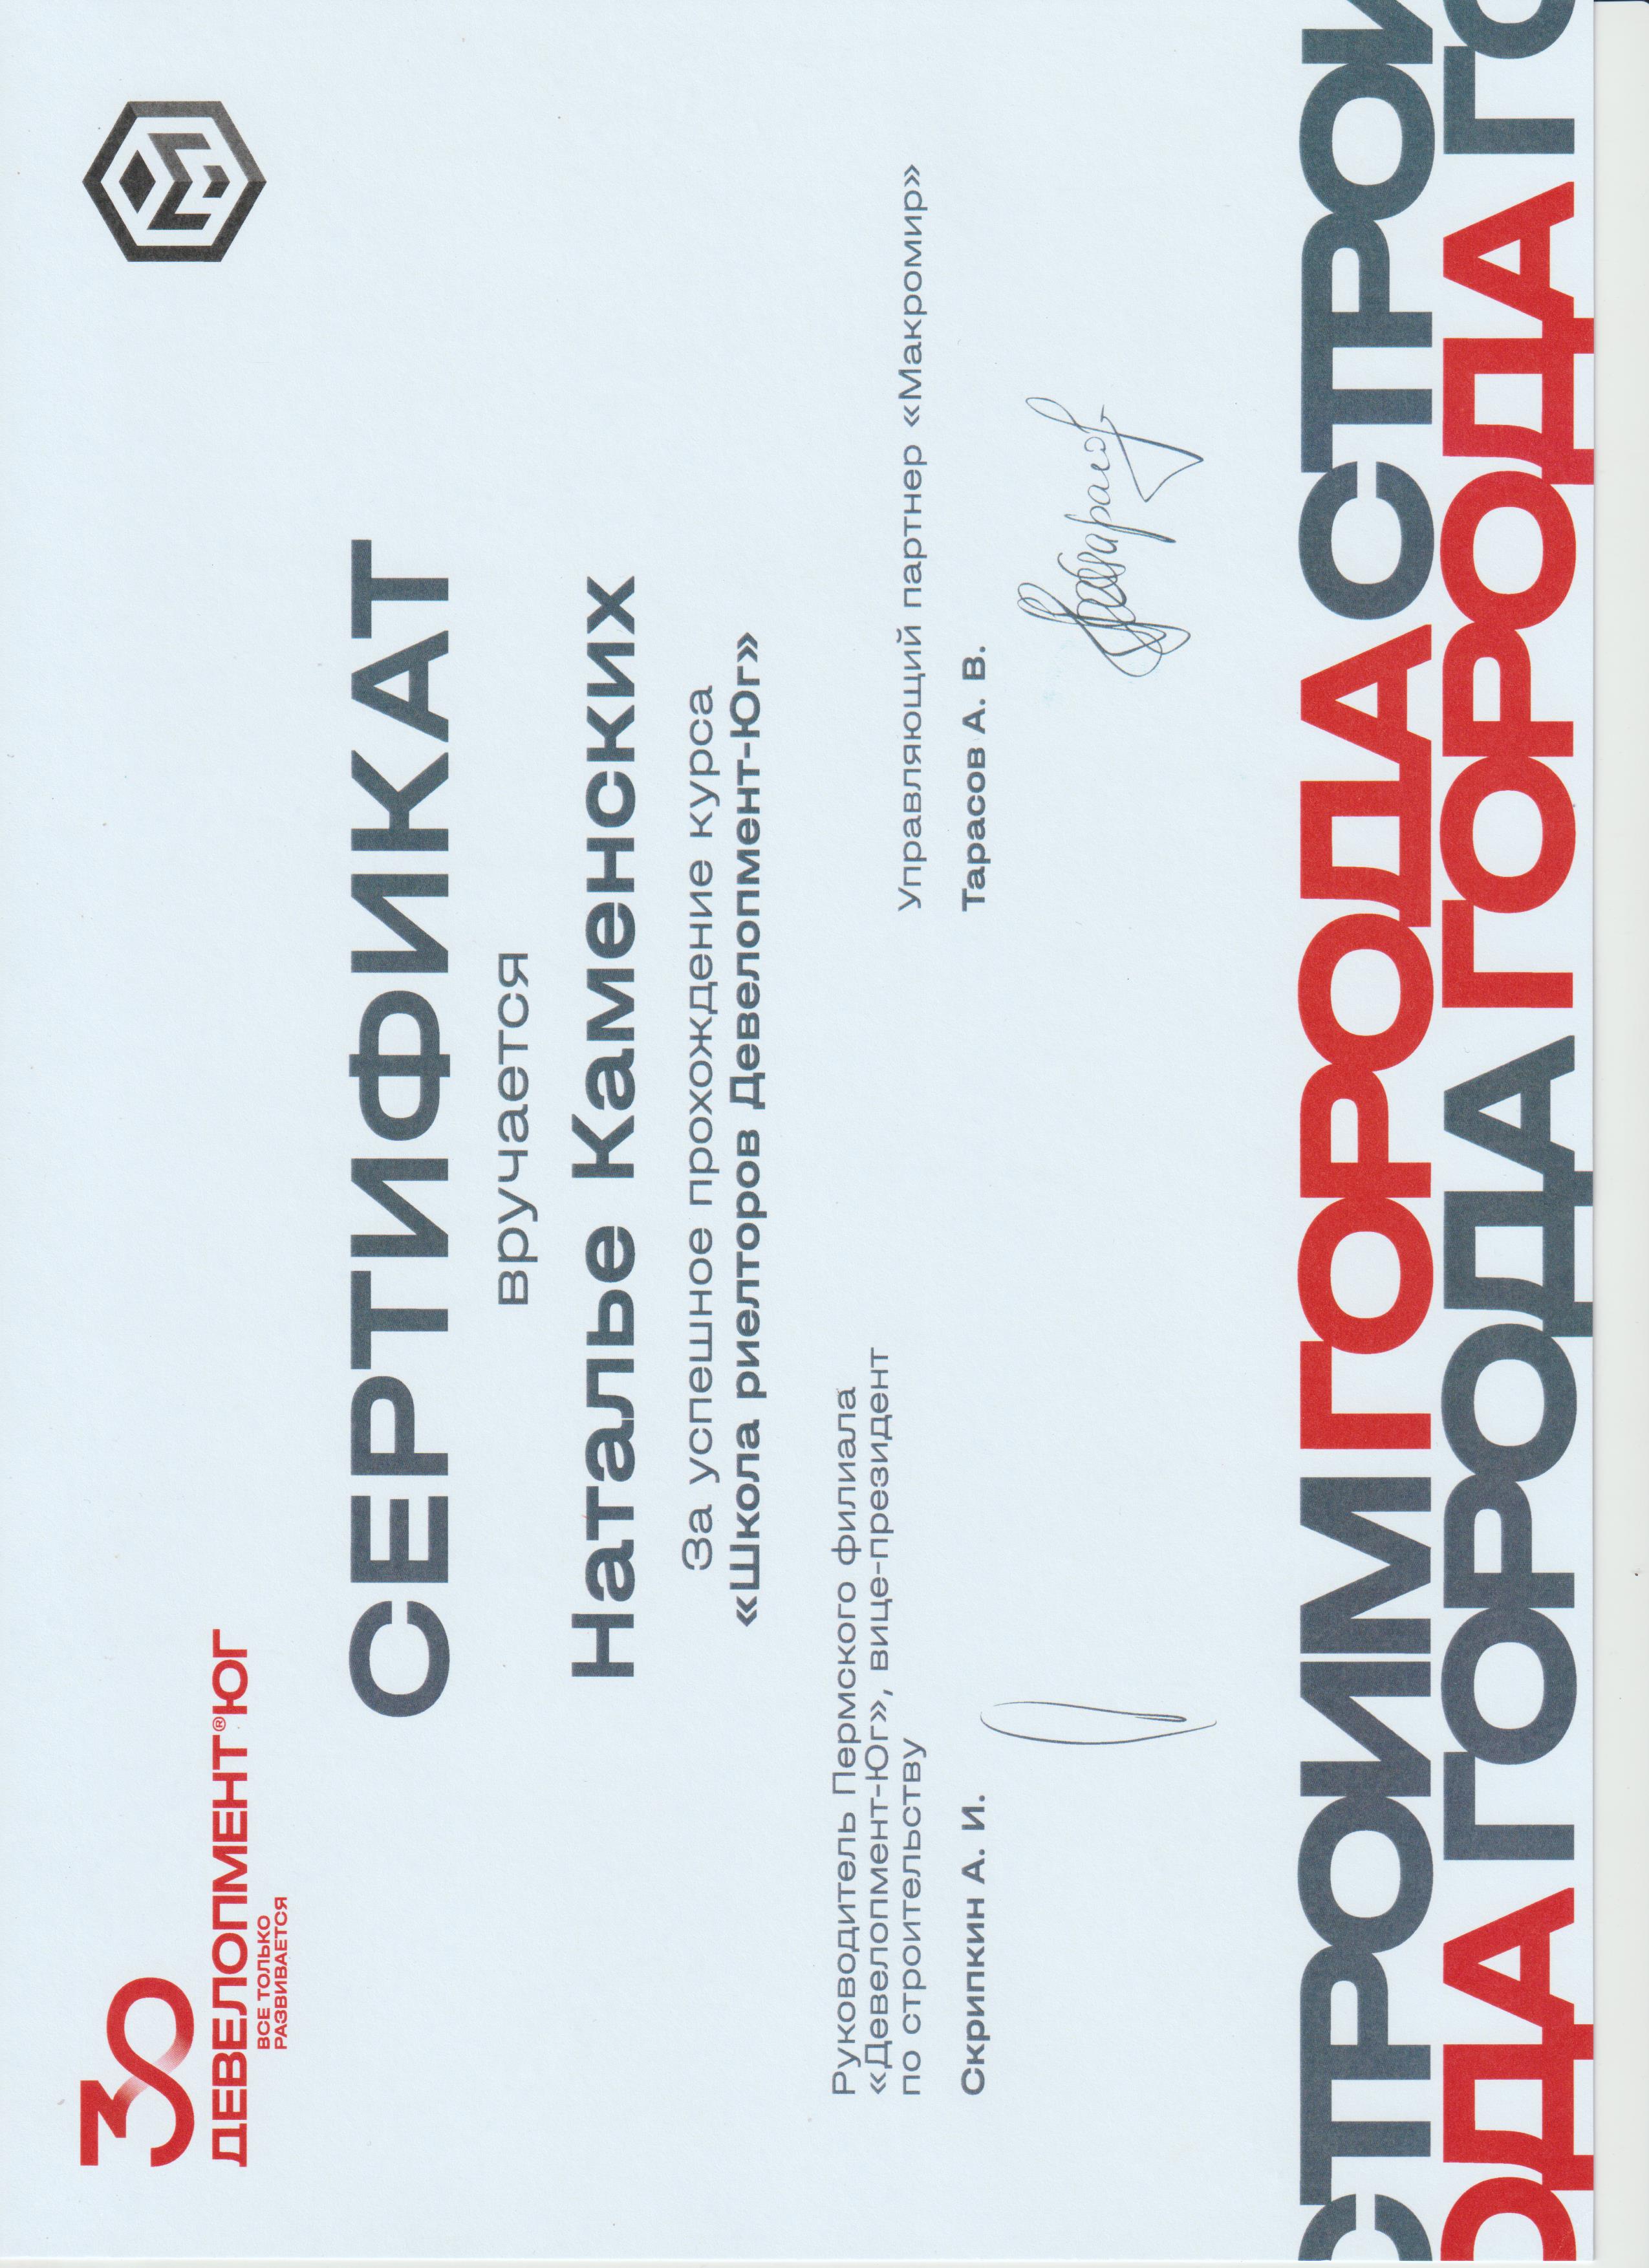 30
ДЕВЕЛОПМЕНТ®ЮГ
ВСЕ ТОЛЬКО
РАЗВИВАЕТСЯ
СЕРТИФИКАТ
вручается
Наталье Каменских
За успешное прохождение курса
«Школа риелторов Девелопмент-Юг»
Руководитель Пермского филиала
«Девелопмент-Юг», вице-президент
по строительству
Скрипкин А. И.
Управляющий партнер «Макромир»
Тарасов А. В.
СТРОИМ ГОРОДА СТРОИ
ОДА ГОРОДА ГОРОДА ГО